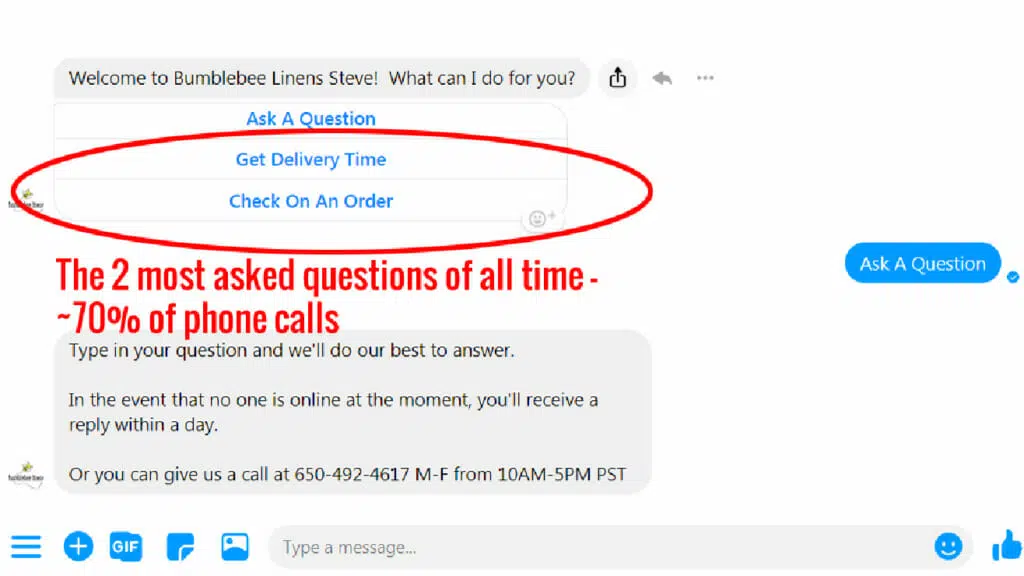 Welcome to Bumblebee Linens Steve! What can I do for you?
Ask A Question
Get Delivery Time
Check On An Order
Ask A Question
The 2 most asked questions of all time -
~70% of phone calls
Type in your question and we'll do our best to answer.
In the event that no one is online at the moment, you'll receive a
reply within a day.
Or you can give us a call at 650-492-4617 M-F from 10AM-5PM PST
GIF
Type a message...